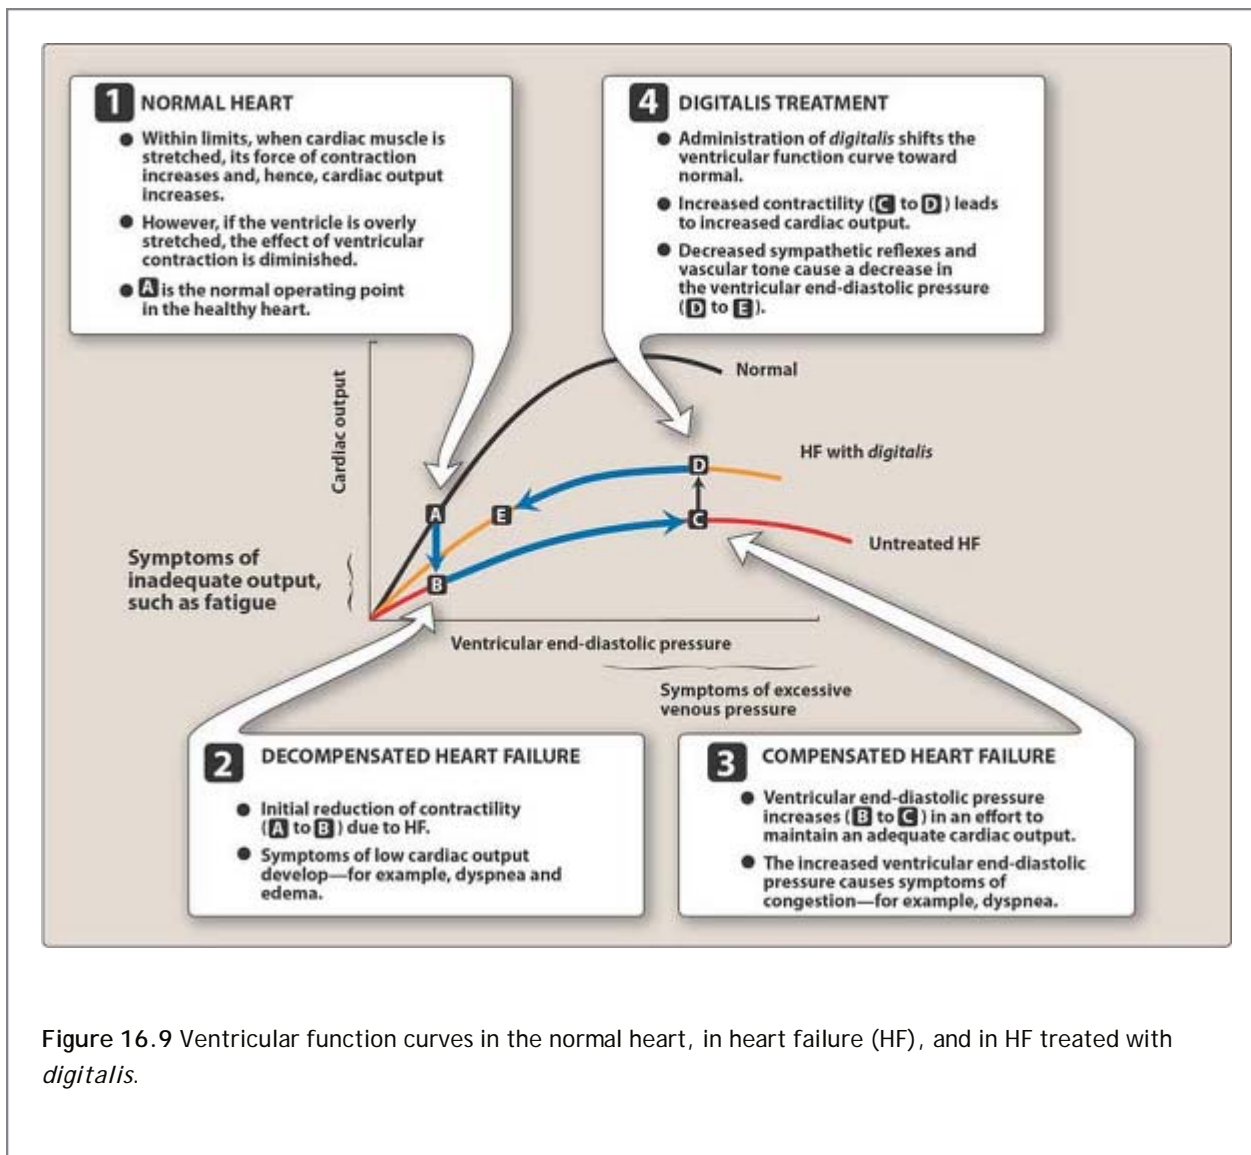 1 NORMAL HEART
● Within limits, when cardiac muscle is
stretched, its force of contraction
increases and, hence, cardiac output
increases.
● However, if the ventricle is overly
stretched, the effect of ventricular
contraction is diminished.
● A is the normal operating point
in the healthy heart.
4 DIGITALIS TREATMENT
● Administration of digitalis shifts the
ventricular function curve toward
normal.
● Increased contractility (C to D) leads
to increased cardiac output.
● Decreased sympathetic reflexes and
vascular tone cause a decrease in
the ventricular end-diastolic pressure
(D to E).
Cardiac output
Normal
HF with digitalis
Untreated HF
A
B
C
D
E
Symptoms of
inadequate output,
such as fatigue
Ventricular end-diastolic pressure
Symptoms of excessive
venous pressure
2 DECOMPENSATED HEART FAILURE
● Initial reduction of contractility
(A to B) due to HF.
● Symptoms of low cardiac output
develop—for example, dyspnea and
edema.
3 COMPENSATED HEART FAILURE
● Ventricular end-diastolic pressure
increases (B to C) in an effort to
maintain an adequate cardiac output.
● The increased ventricular end-diastolic
pressure causes symptoms of
congestion—for example, dyspnea.
Figure 16.9 Ventricular function curves in the normal heart, in heart failure (HF), and in HF treated with
digitalis.